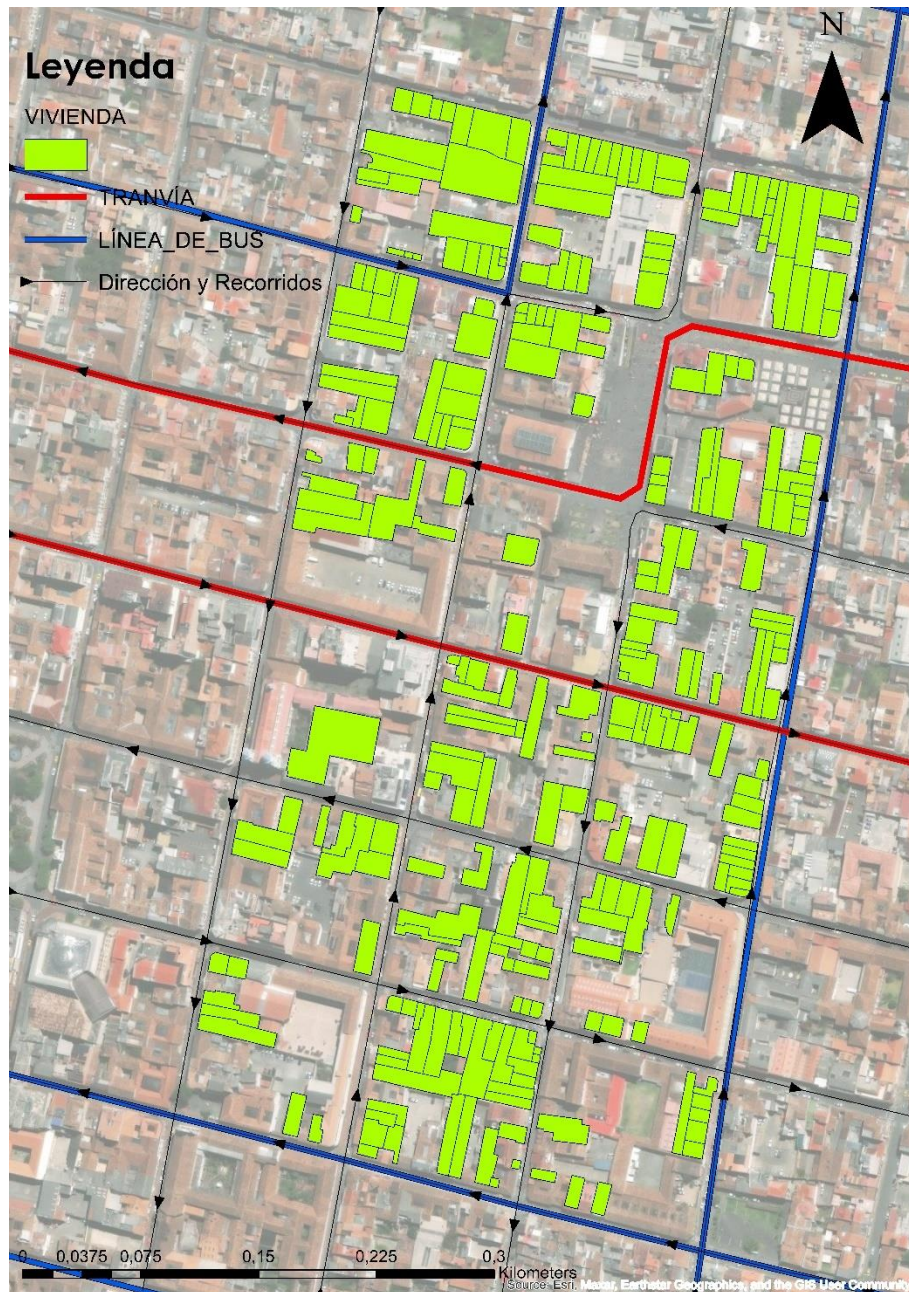 N
Leyenda
VIVIENDA
TRANVÍA
LÍNEA_DE_BUS
Dirección y Recorridos
0 0,0375 0,075 0,15 0,225 0,3
Kilometers
Source: Esri, Maxar, Earthstar Geographics, and the GIS User Community